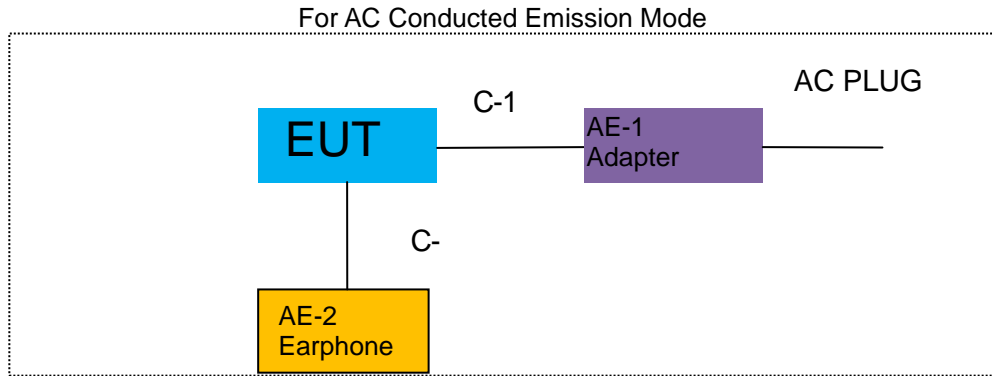 For AC Conducted Emission Mode
AC PLUG
C-1
EUT
AE-1
Adapter
C-
AE-2
Earphone